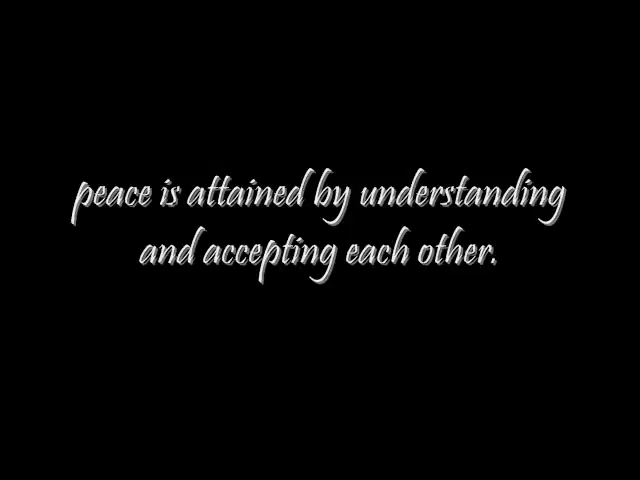 peace is attained by understanding
and accepting each other.